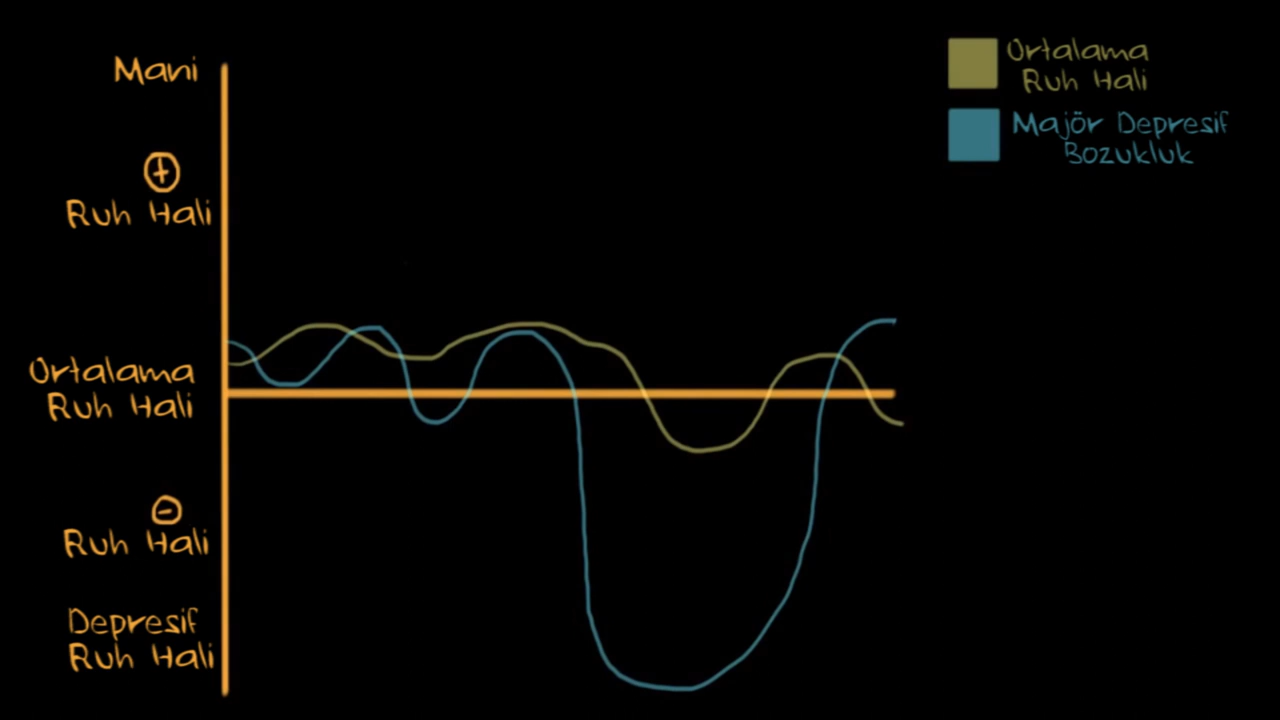 Mani
+
Ruh Hali
Ortalama
Ruh Hali
-
Ruh Hali
Depresif
Ruh Hali
Ortalama
Ruh Hali
Majör Depresif
Bozukluk